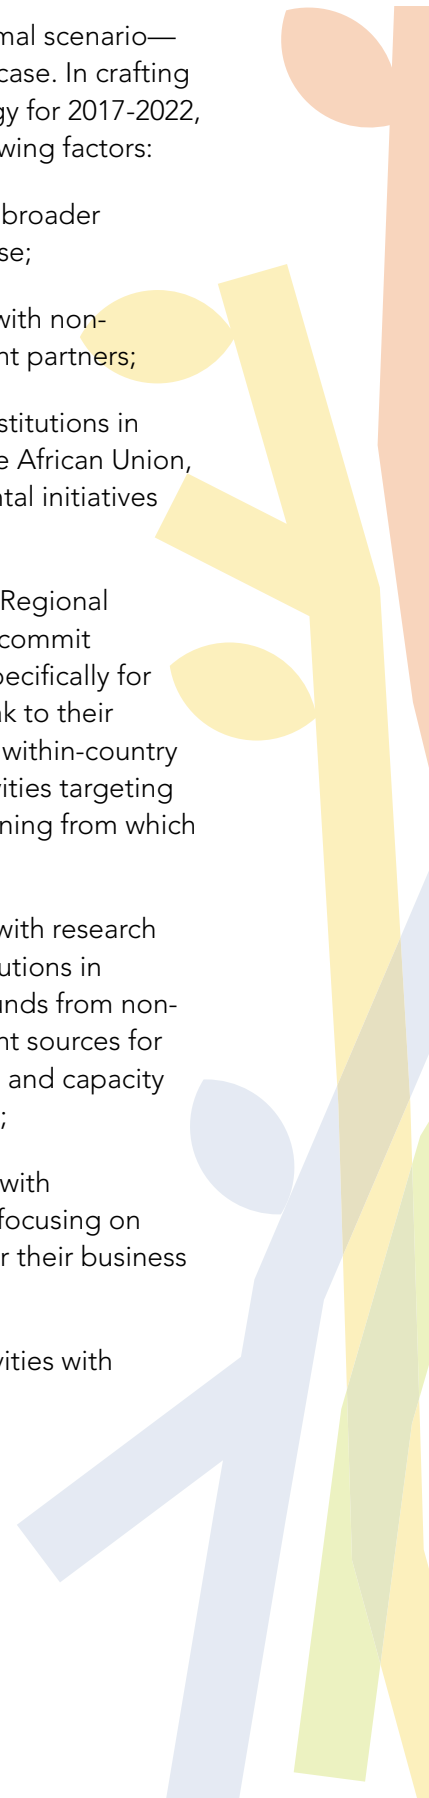 mal scenario—
case. In crafting
gy for 2017-2022,
wing factors:
broader
se;
with non-
nt partners;
stitutions in
e African Union,
ntal initiatives
Regional
commit
pecifically for
ak to their
within-country
vities targeting
ning from which
with research
utions in
unds from non-
nt sources for
and capacity
;
with
focusing on
r their business
vities with